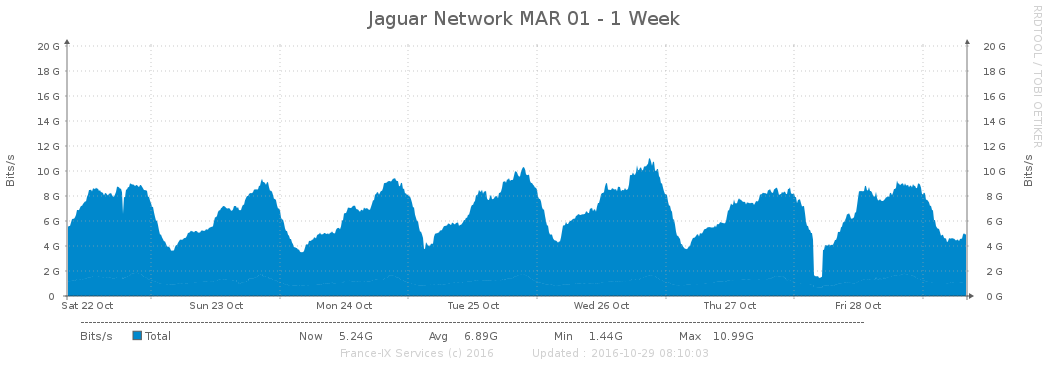 Jaguar Network MAR 01 - 1 Week
RRDTOOL / TOBI OETIKER
Bits/s
20 G 20 G
18 G 18 G
16 G 16 G
14 G 14 G
12 G 12 G
10 G 10 G
8 G 8 G
6 G 6 G
4 G 4 G
2 G 2 G
0 0 G
Bits/s
Sat 22 Oct Sun 23 Oct Mon 24 Oct Tue 25 Oct Wed 26 Oct Thu 27 Oct Fri 28 Oct
Bits/s Total Now 5.24G Avg 6.89G Min 1.44G Max 10.99G
France-IX Services (c) 2016 Updated : 2016-10-29 08:10:03